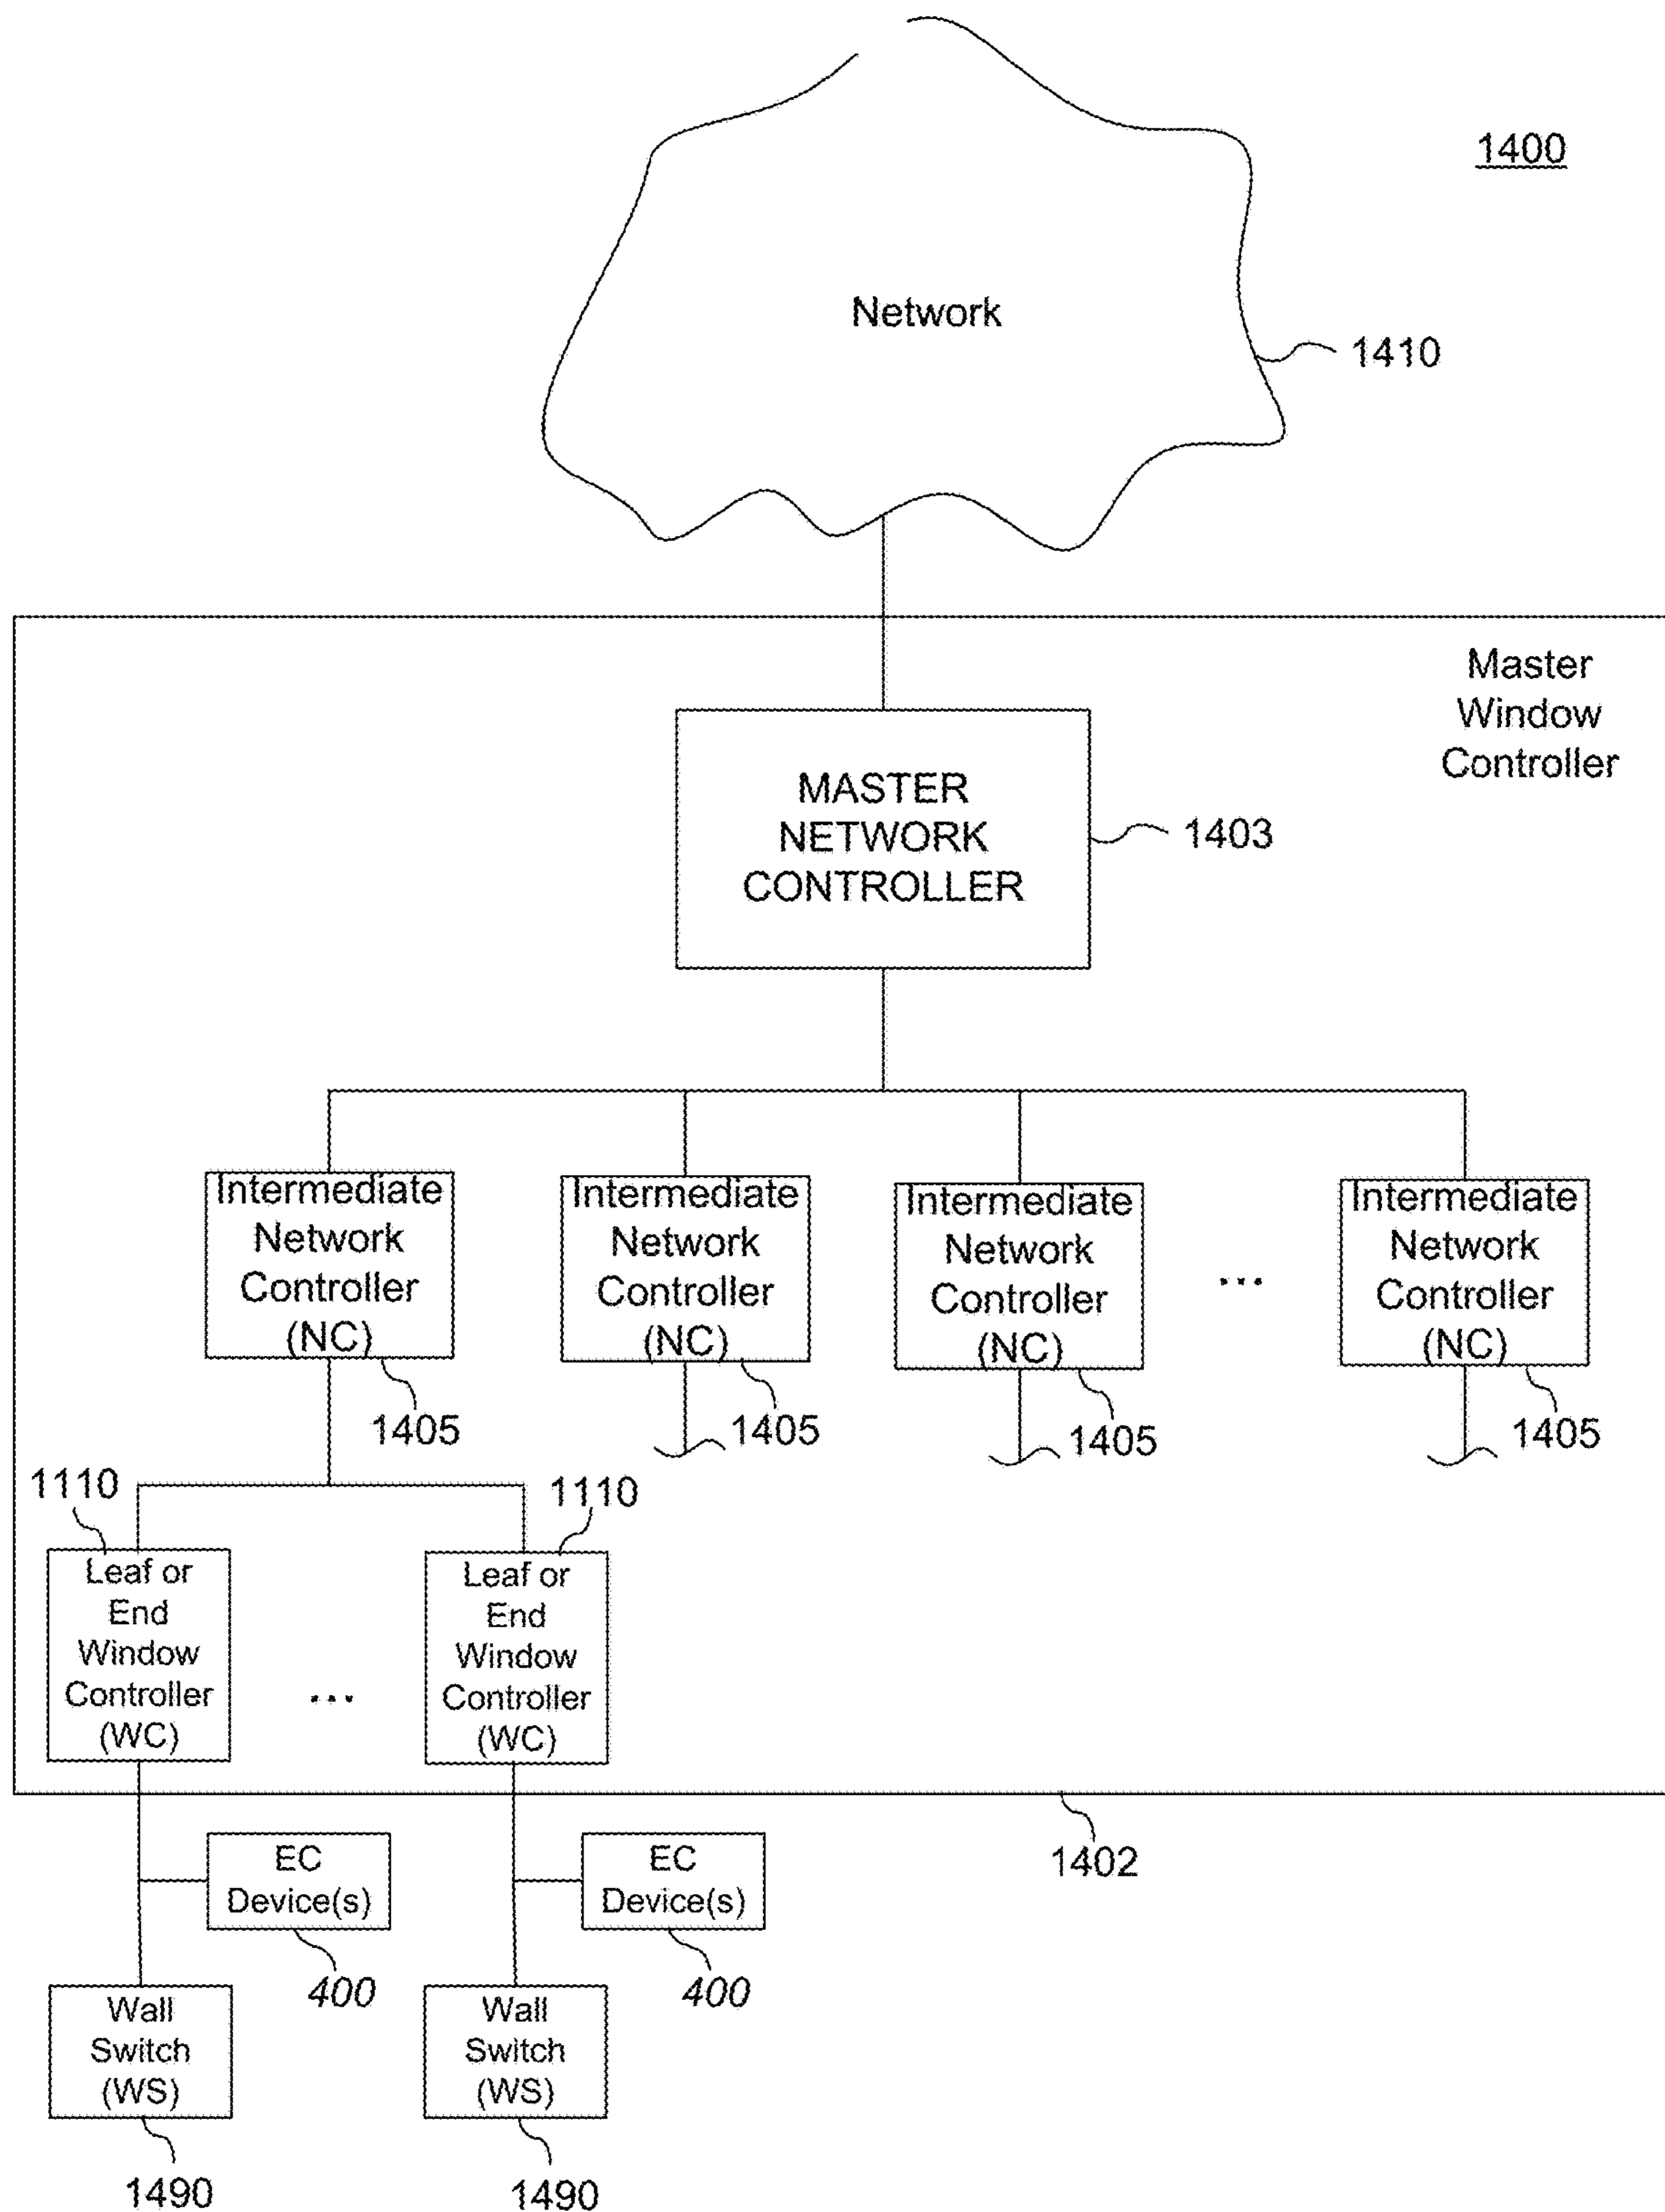 1400
Network
1410
Master
Window
Controller
MASTER
NETWORK
CONTROLLER
1403
Intermediate
Network
Controller
(NC)
1405
Intermediate
Network
Controller
(NC)
1405
Intermediate
Network
Controller
(NC)
1405
...
Intermediate
Network
Controller
(NC)
1405
1110
Leaf or
End
Window
Controller
(WC)
...
1110
Leaf or
End
Window
Controller
(WC)
1402
EC
Device(s)
400
EC
Device(s)
400
Wall
Switch
(WS)
1490
Wall
Switch
(WS)
1490